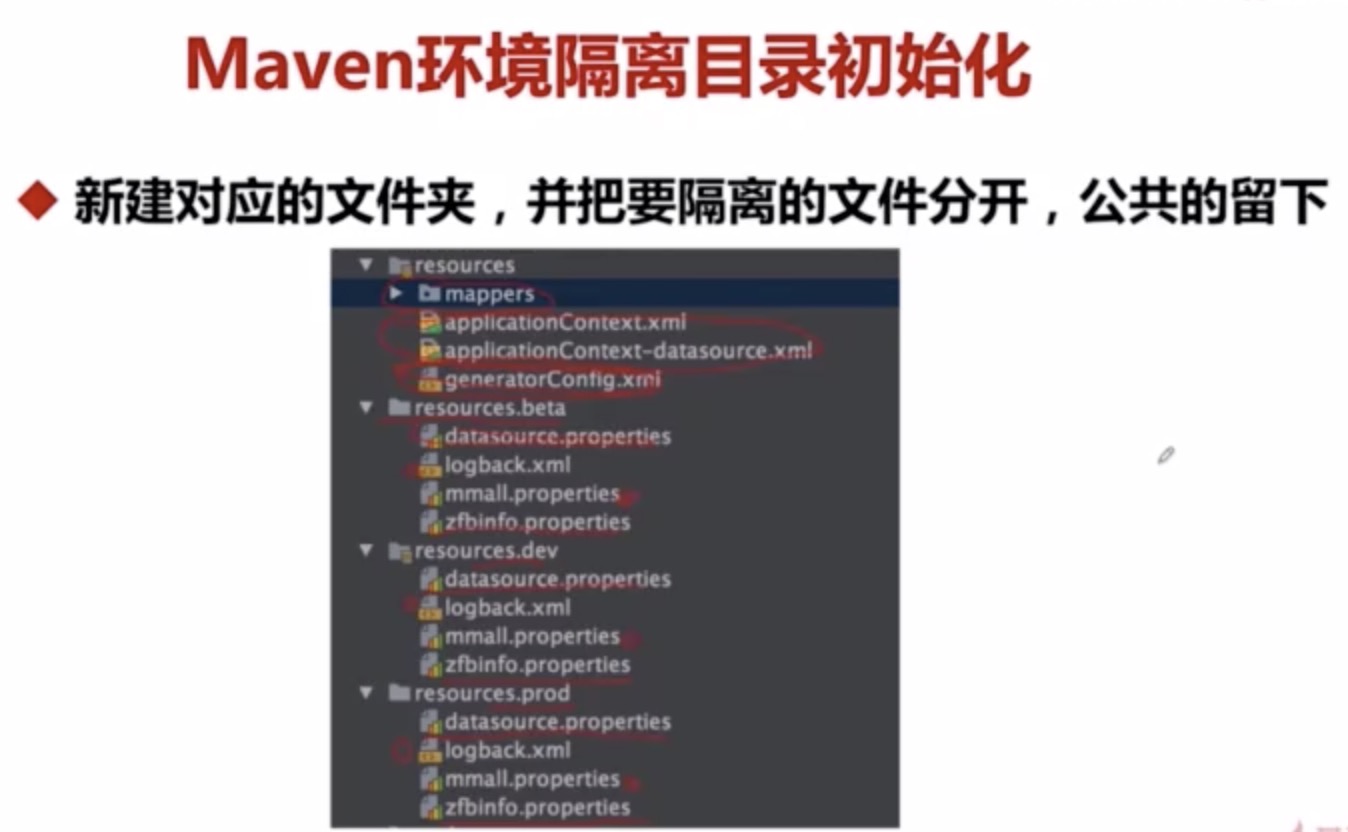 Maven环境隔离目录初始化
新建对应的文件夹，并把要隔离的文件分开，公共的留下
resources
mappers
applicationContext.xml
applicationContext-datasource.xml
generatorConfig.xml
resources.beta
datasource.properties
logback.xml
mmall.properties
zfbinfo.properties
resources.dev
datasource.properties
logback.xml
mmall.properties
zfbinfo.properties
resources.prod
datasource.properties
logback.xml
mmall.properties
zfbinfo.properties